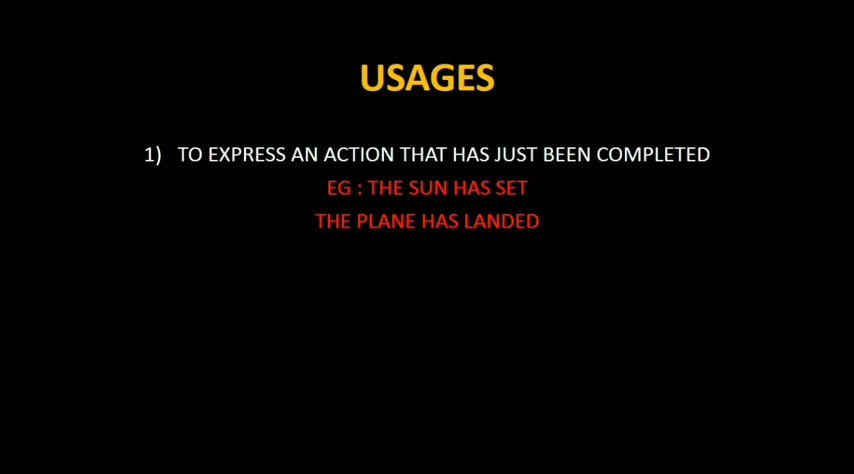 USAGES
1) TO EXPRESS AN ACTION THAT HAS JUST BEEN COMPLETED
EG : THE SUN HAS SET
THE PLANE HAS LANDED